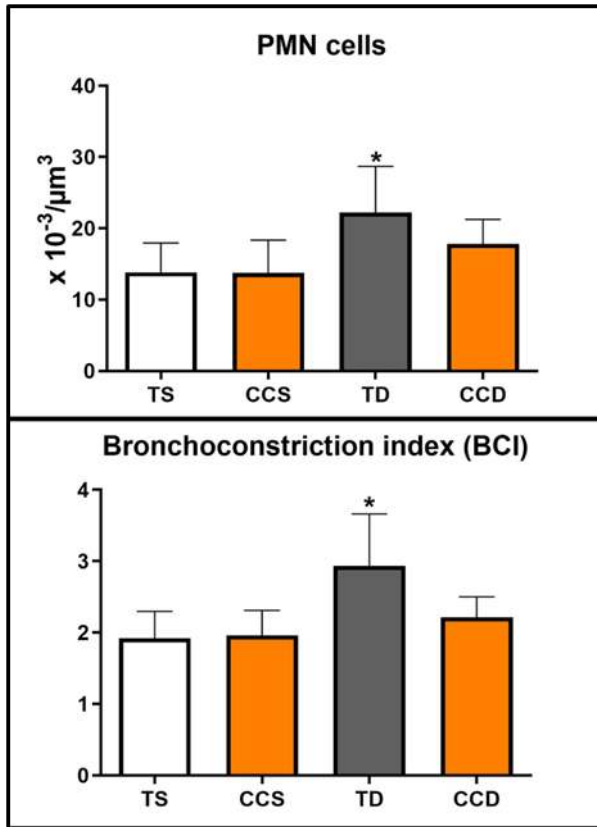 PMN cells
x 10⁻³/µm³
40
30
20
10
0
*
TS CCS TD CCD
Bronchoconstriction index (BCI)
4
3
2
1
0
*
TS CCS TD CCD